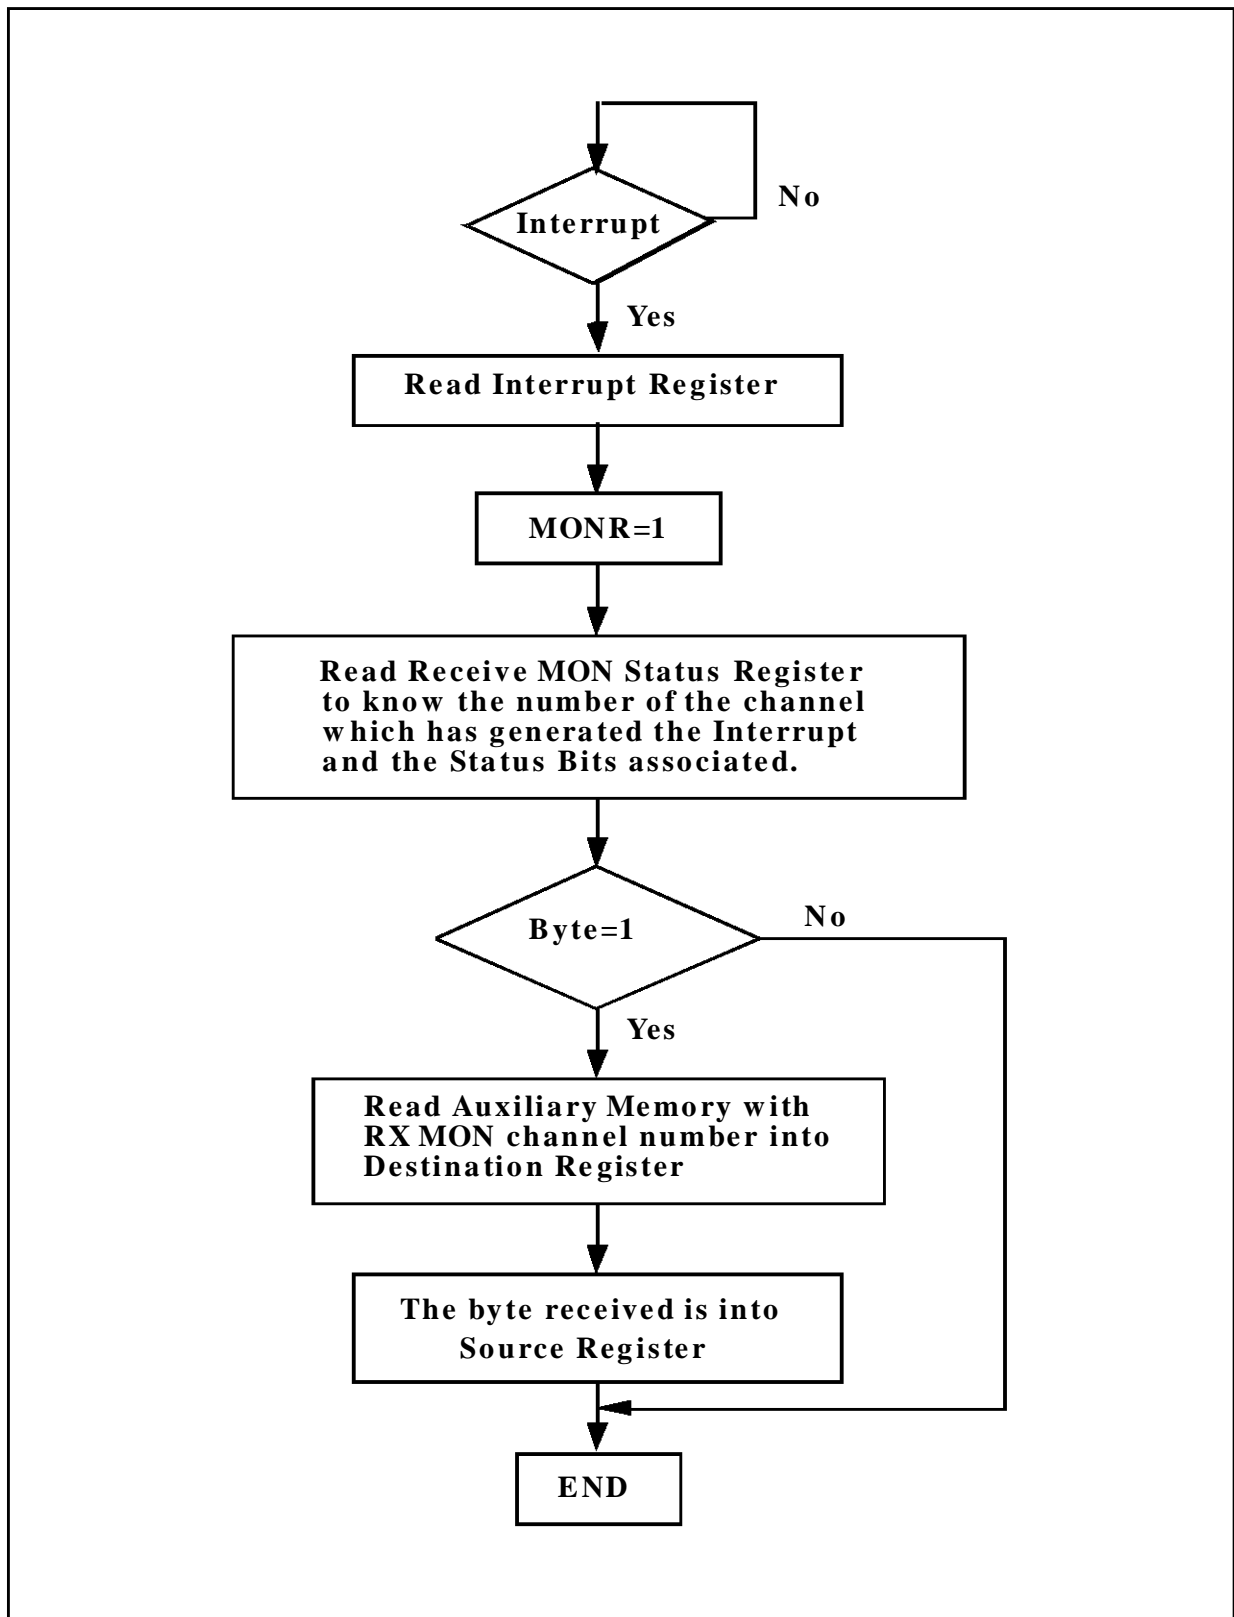 Interrupt
No
Yes
Read Interrupt Register
MONR=1
Read Receive MON Status Register
to know the number of the channel
which has generated the Interrupt
and the Status Bits associated.
Byte=1
No
Yes
Read Auxiliary Memory with
RX MON channel number into
Destination Register
The byte received is into
Source Register
END